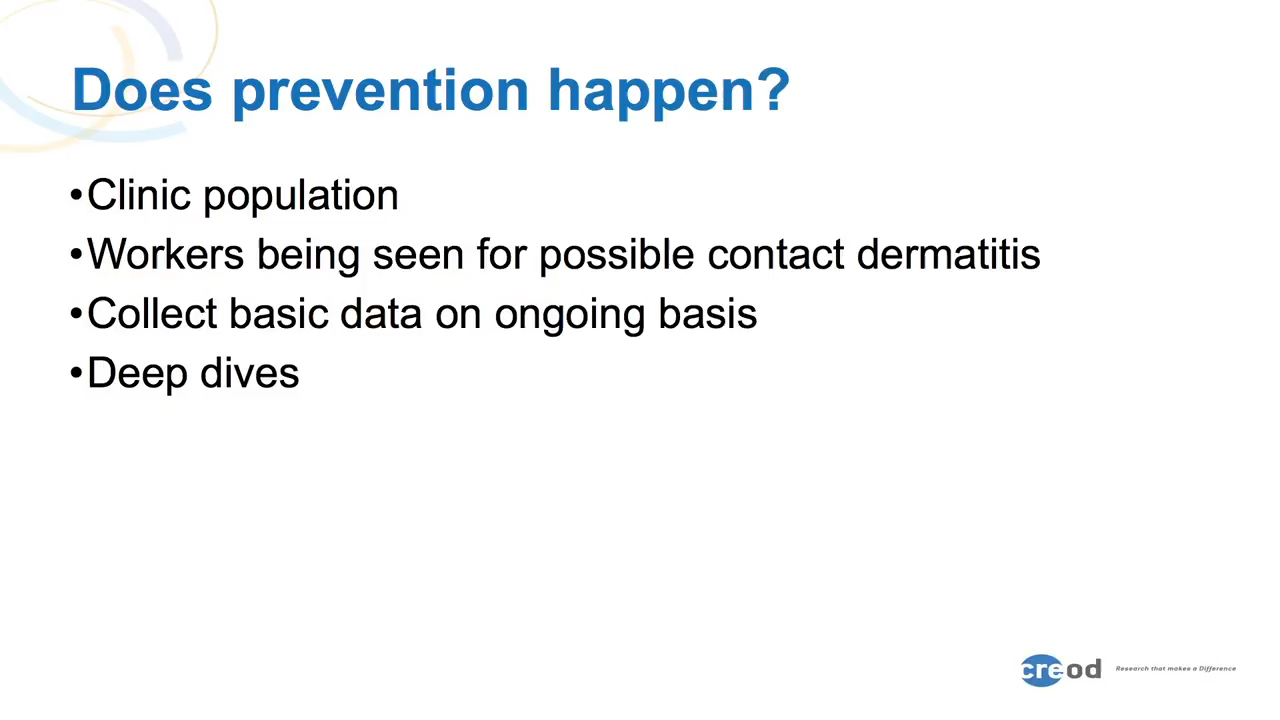 Does prevention happen?
•Clinic population
•Workers being seen for possible contact dermatitis
•Collect basic data on ongoing basis
•Deep dives
creod Research that makes a Difference